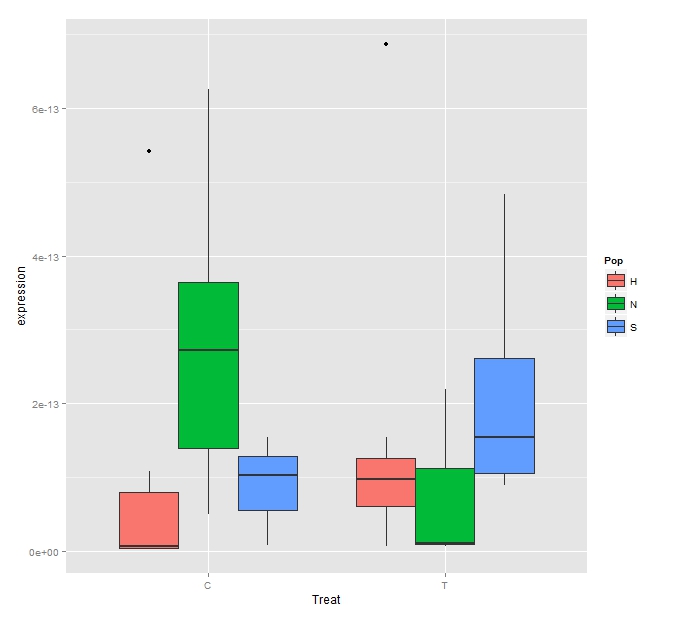 expression
6e-13
4e-13
2e-13
0e+00
C
T
Treat
Pop
H
N
S